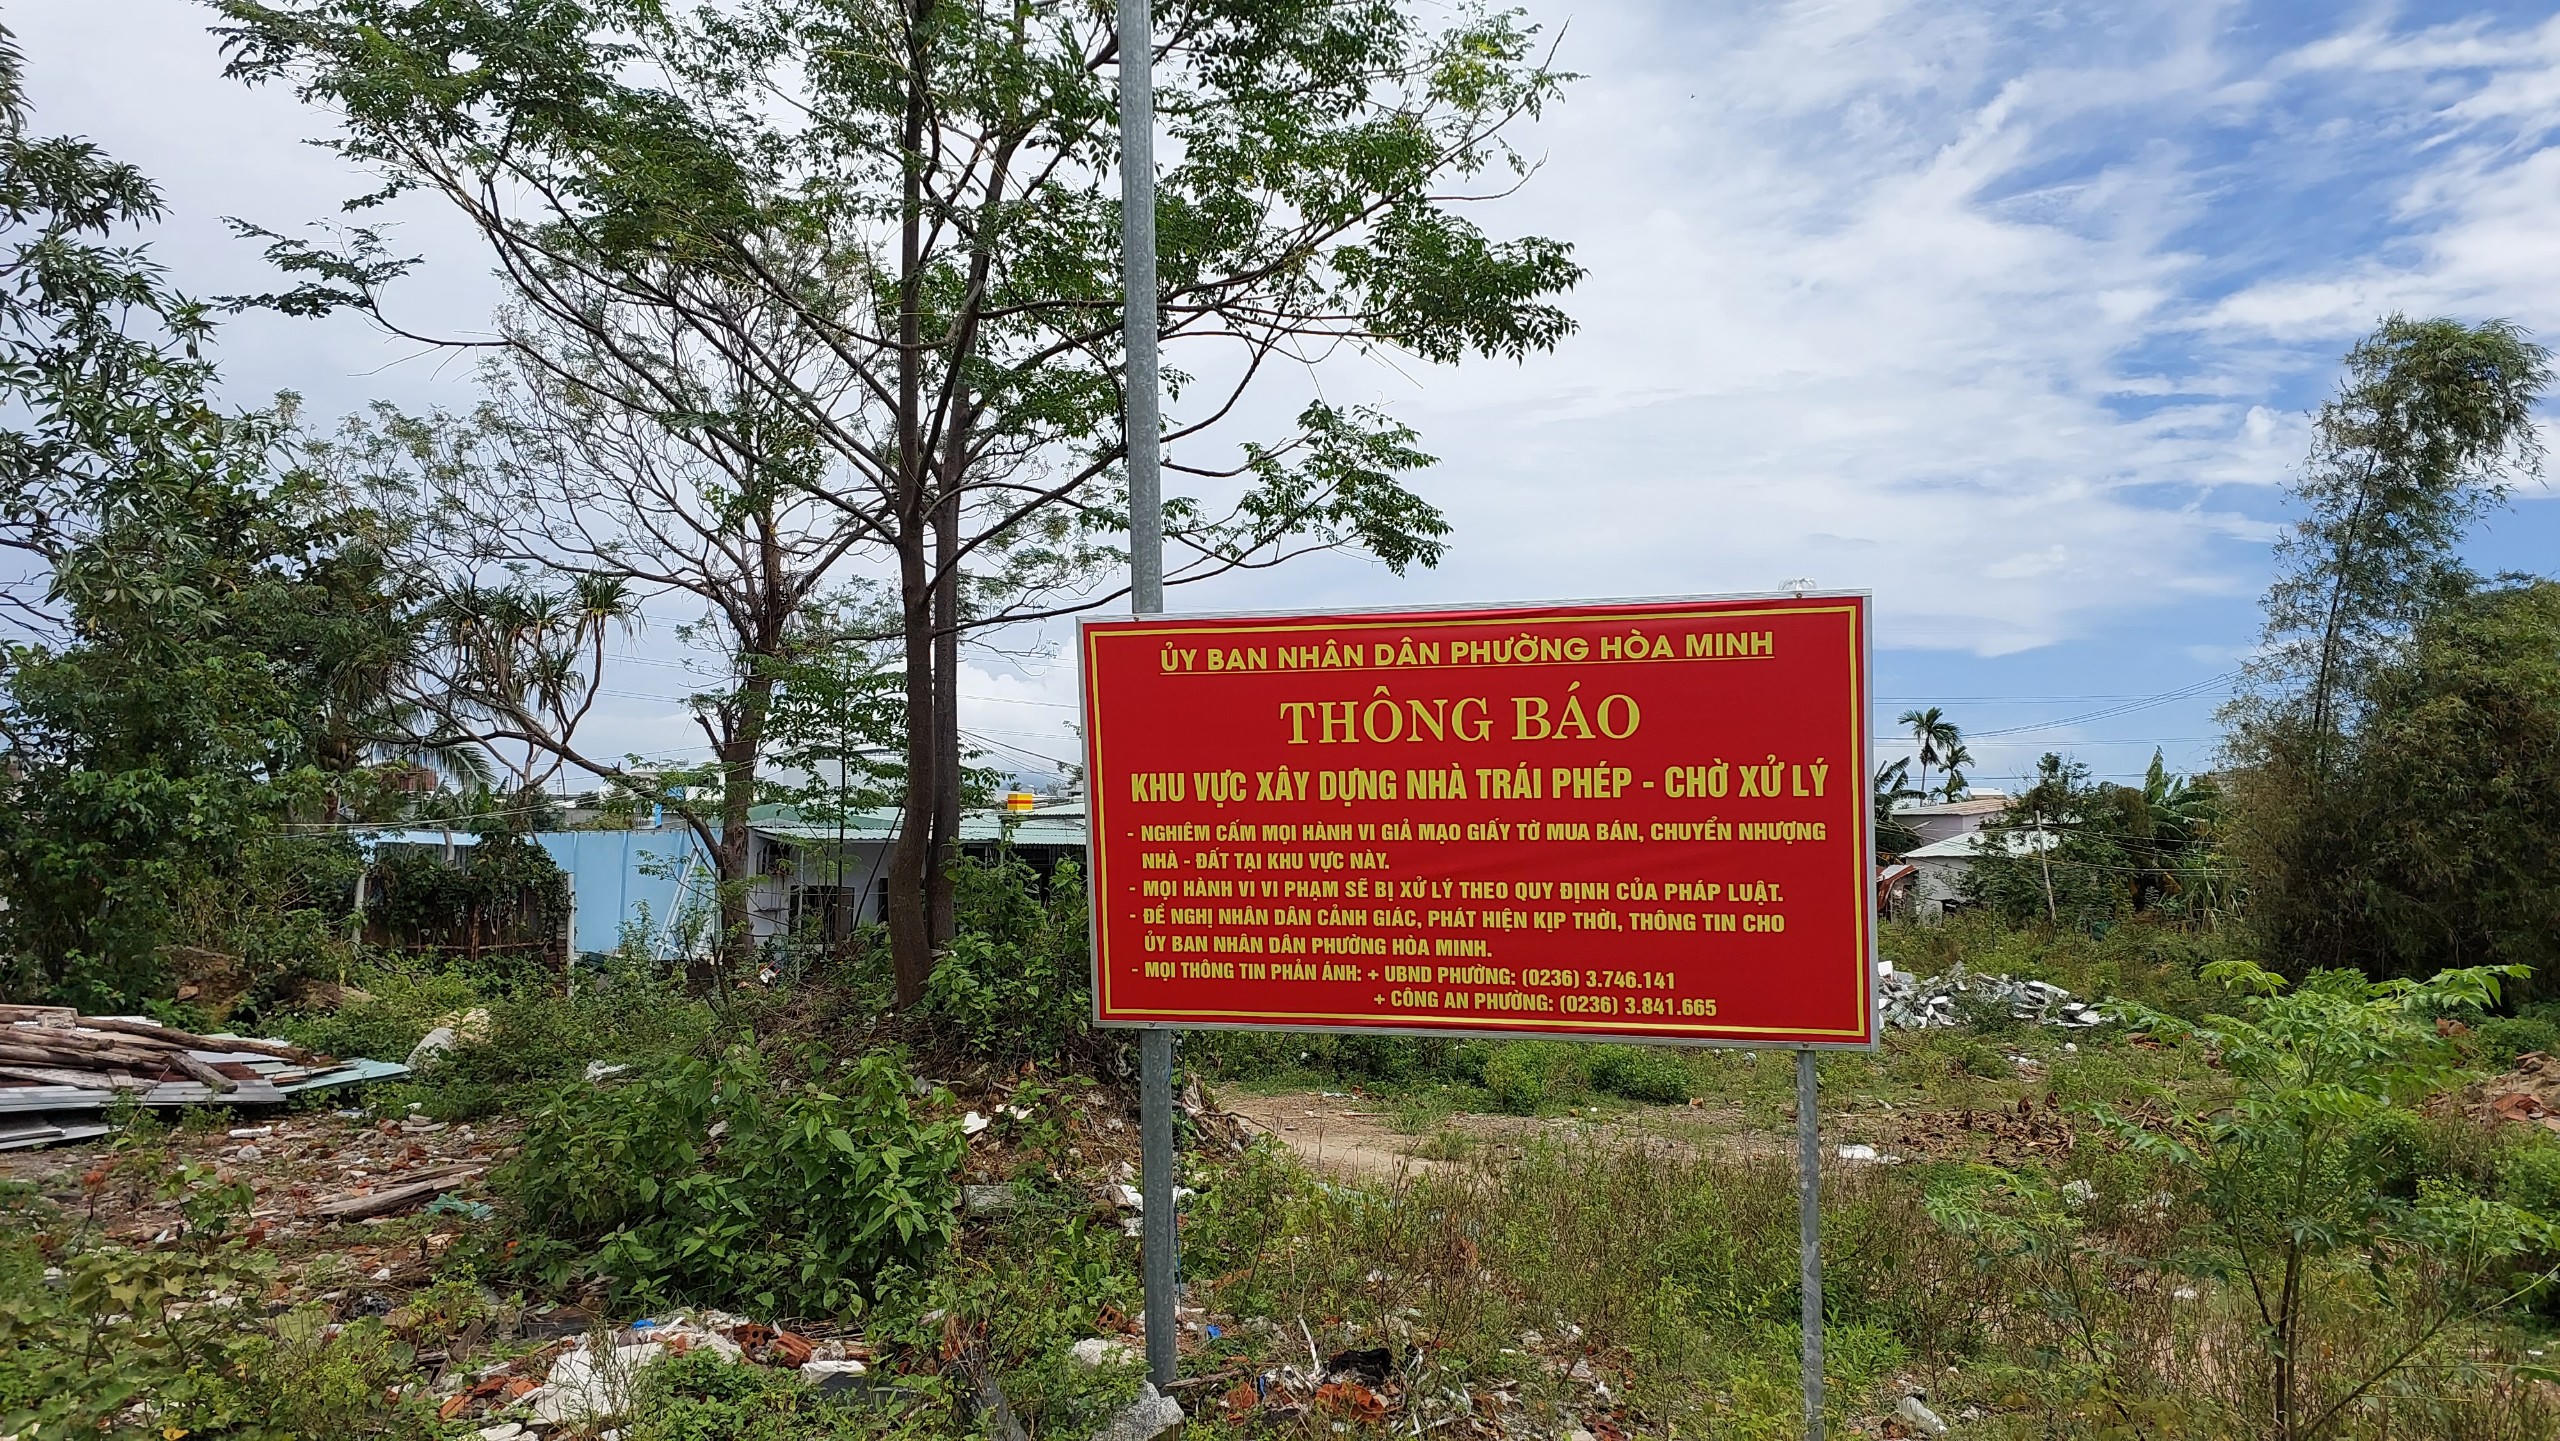 ỦY BAN NHÂN DÂN PHƯỜNG HÒA MINH
THÔNG BÁO
KHU VỰC XÂY DỰNG NHÀ TRÁI PHÉP - CHỜ XỬ LÝ
- NGHIÊM CẤM MỌI HÀNH VI GIẢ MẠO GIẤY TỜ MUA BÁN, CHUYỂN NHƯỢNG
NHÀ - ĐẤT TẠI KHU VỰC NÀY.
- MỌI HÀNH VI VI PHẠM SẼ BỊ XỬ LÝ THEO QUY ĐỊNH CỦA PHÁP LUẬT.
- ĐỀ NGHỊ NHÂN DÂN CẢNH GIÁC, PHÁT HIỆN KỊP THỜI, THÔNG TIN CHO
ỦY BAN NHÂN DÂN PHƯỜNG HÒA MINH.
- MỌI THÔNG TIN PHẢN ÁNH: + UBND PHƯỜNG: (0236) 3.746.141
+ CÔNG AN PHƯỜNG: (0236) 3.841.665